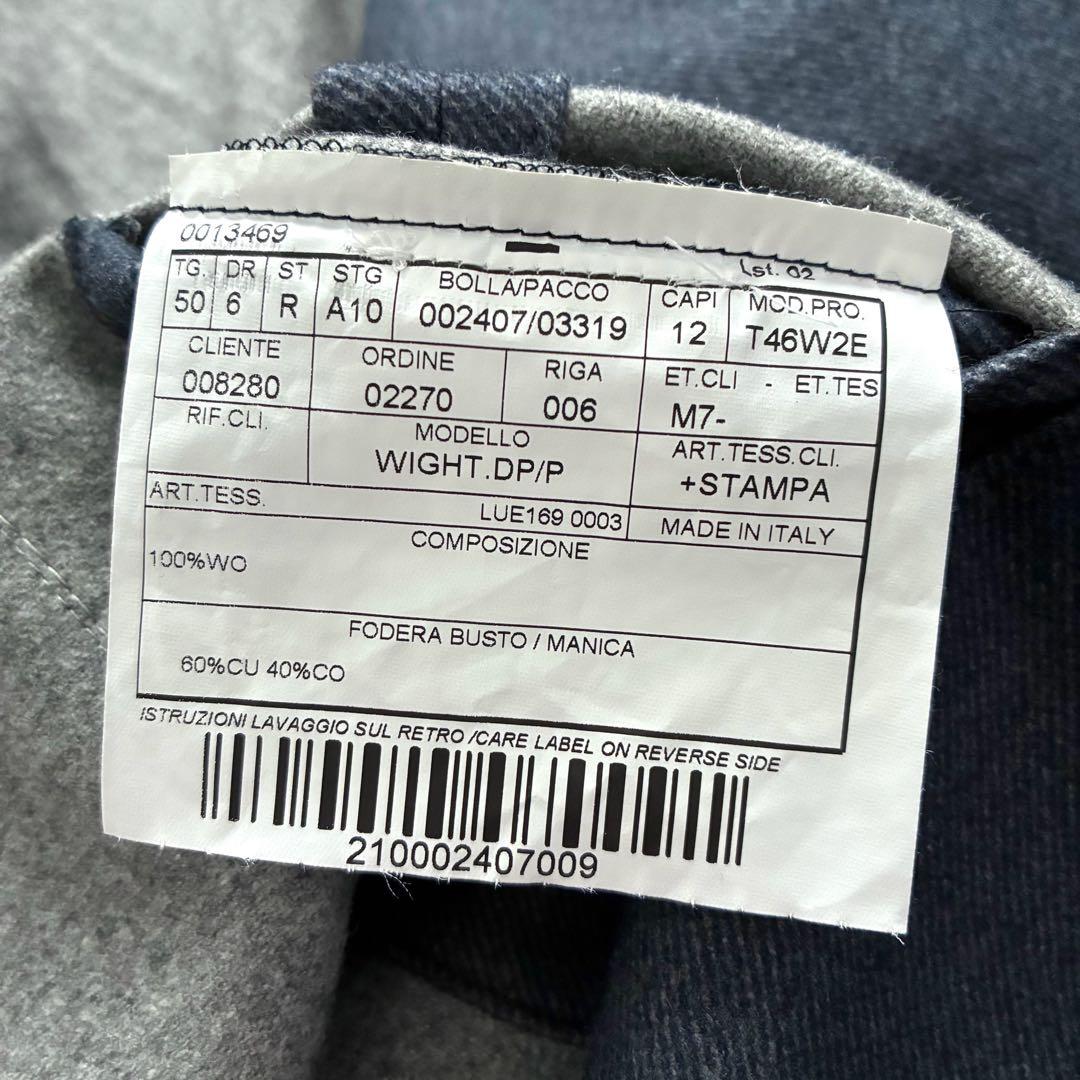 0013469
Lst. 02
TG. DR ST STG BOLLA/PACCO CAPI MOD.PRO.
50 6 R A10 002407/03319 12 T46W2E
CLIENTE ORDINE RIGA ET.CLI - ET.TES
008280 02270 006 M7-
RIF.CLI. MODELLO ART.TESS.CLI.
WIGHT.DP/P +STAMPA
ART.TESS. LUE169 0003 MADE IN ITALY
COMPOSIZIONE
100%WO
FODERA BUSTO / MANICA
60%CU 40%CO
ISTRUZIONI LAVAGGIO SUL RETRO /CARE LABEL ON REVERSE SIDE
210002407009